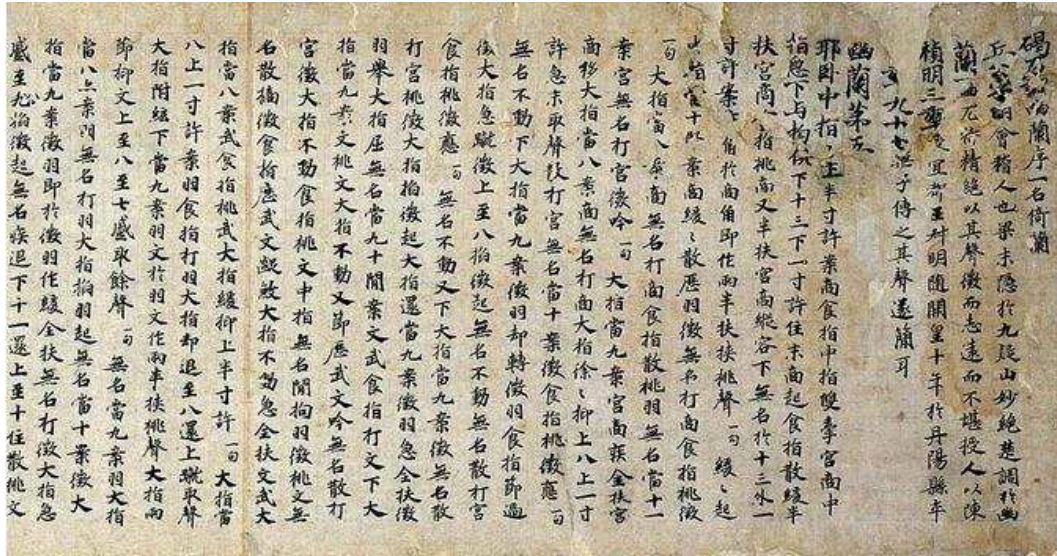 碣石調幽蘭序一名倚蘭
丘公字明會稽人也梁末隱於九疑山妙絕楚調於幽
蘭一曲尤特精絕以其聲微而志遠而不堪授人以陳
禎明三年授宜都王叔明隨開皇十年於丹陽縣卒
年九十七無子傳之其聲遂簡耳
幽蘭第五
耶臥中指十上半寸許案商食指中指雙牽宮商中
指急下與拘俱下十三下一寸許住末商起食指散緩半
扶宮商食指挑商又半扶宮商縱容下無名於十三外一
寸許案商角於商角即作兩半扶挾挑聲一句 緩〻起
指當十八案商緩〻散歷羽徵無名打商食指挑徵
一句 大指當八案商無名打商食指散挑羽無名當十一
案宮無名打宮徵吟一句 大指當九案宮商疾全扶宮
商移大指當八案商無名打商大指徐〻抑上八上一寸
許急末取聲散打宮無名當十案徵食指挑徵應一句
無名不動下大指當九案徵羽却轉徵羽食指節過
徵大指急蹴徵上至八掐徵起無名不動無名散打宮
食指挑徵應一句 無名不動又下大指當九案徵無名散
打宮桃徵大指掐徵起大指還當九案徵羽急全扶徵
羽舉大指屈無名當九十間案文武食指打文下大
指當九案文桃文大指不動又節歷武文吟無名散打
宮徵大指不動食指桃文中指無名間拘羽徵桃文無
名散摘徵食指應武文緩大指不動急全扶文武大
指當八案武食指桃武大指緩抑上半寸許一句 大指當
八上一寸許案羽食指打羽大指却退至八還上蹴取聲
大指附絃下當九案羽文於羽文作兩半扶桃聲大指兩
節抑文上至八至七蹙取餘聲一句 無名當九案羽大指
當八案間無名打羽大指掐羽起無名當十案徵大
指當九案徵羽即於徵羽作緩全扶無名打徵大指急
蹙至九掐徵起無名疾退下十一還上至十住散桃文